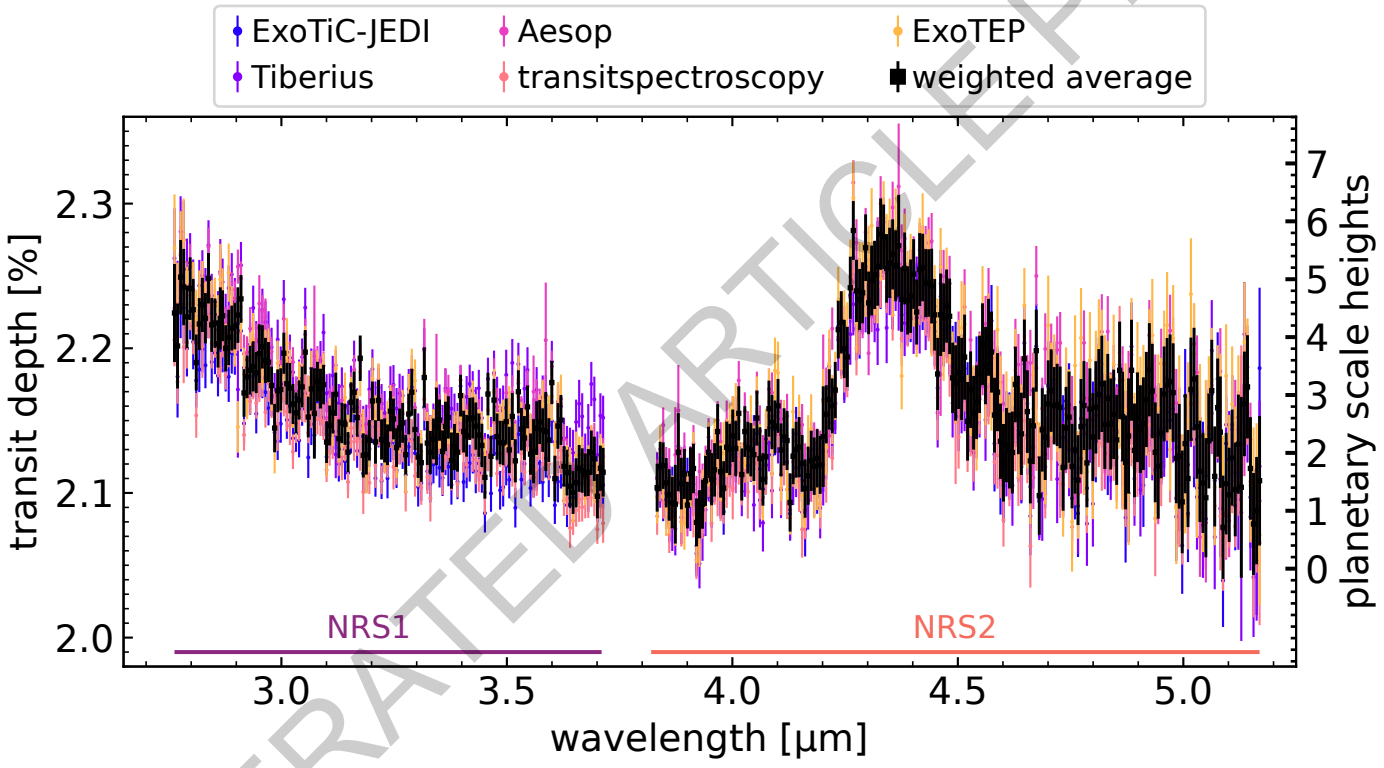 ExoTiC-JEDI Aesop ExoTEP
Tiberius transitspectroscopy weighted average
transit depth [%]
2.3
2.2
2.1
2.0
7
6
5
4
3
2
1
0
planetary scale heights
NRS1 NRS2
3.0 3.5 4.0 4.5 5.0
wavelength [µm]
RATED ARTICLE P